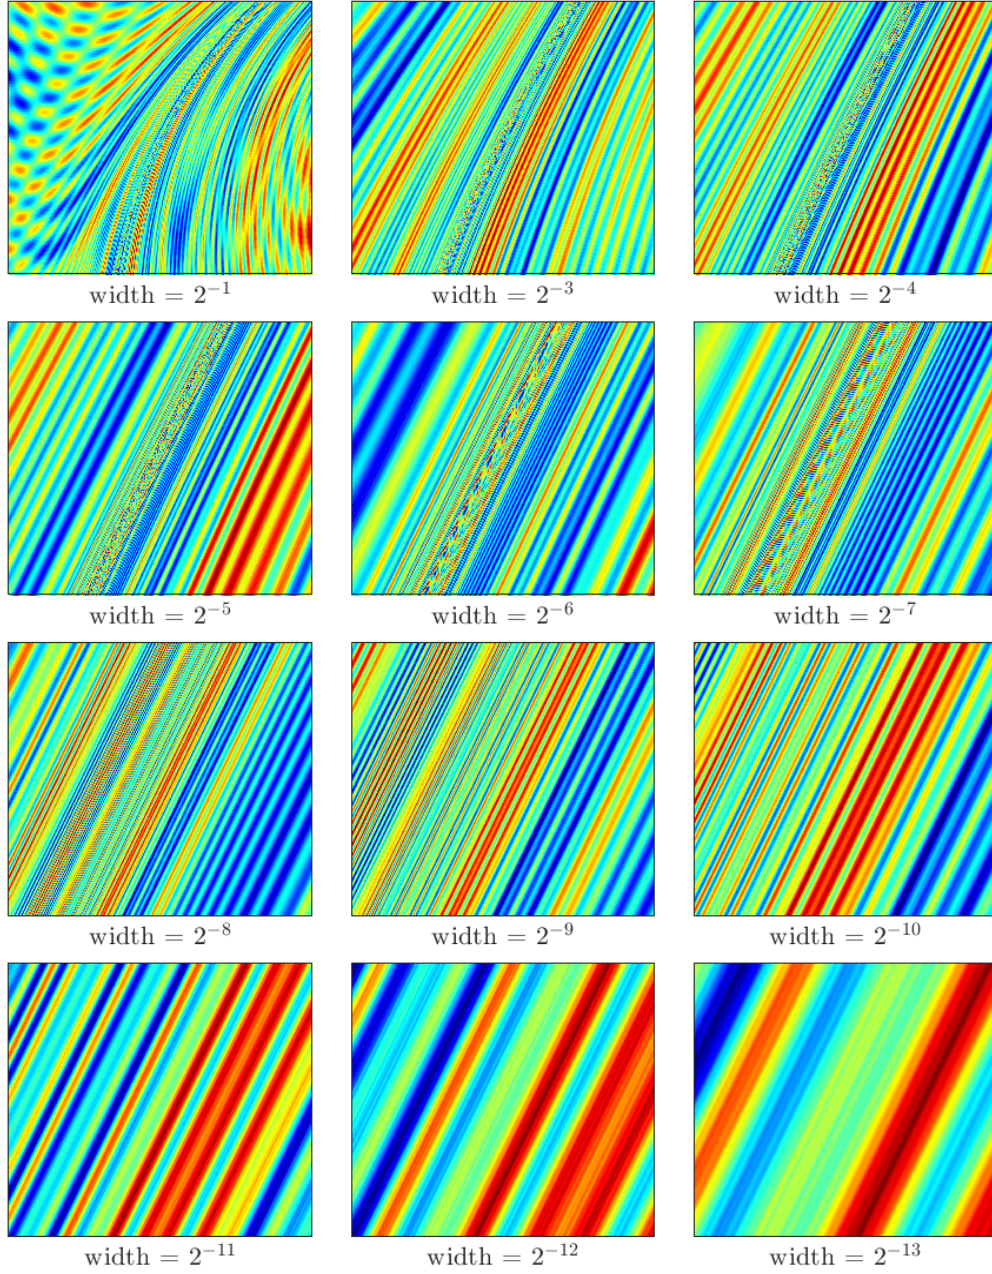 width = 2⁻¹ width = 2⁻³ width = 2⁻⁴
width = 2⁻⁵ width = 2⁻⁶ width = 2⁻⁷
width = 2⁻⁸ width = 2⁻⁹ width = 2⁻¹⁰
width = 2⁻¹¹ width = 2⁻¹² width = 2⁻¹³